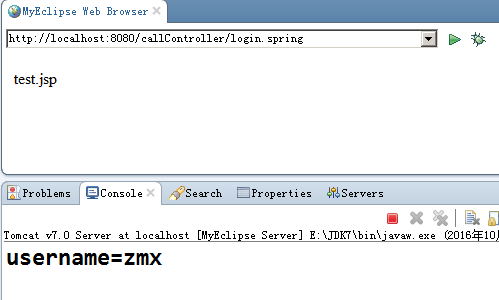 MyEclipse Web Browser
http://localhost:8080/callController/login.spring
test.jsp
Problems Console Search Properties Servers
Tomcat v7.0 Server at localhost [MyEclipse Server] E:\JDK7\bin\javaw.exe (2016年10月
username=zmx